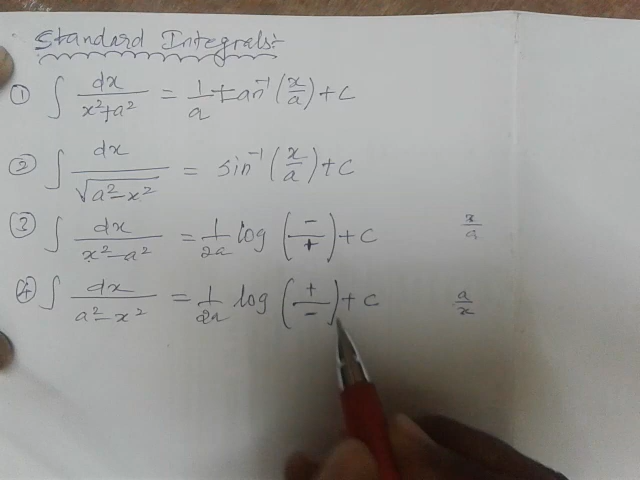 Standard Integrals:-
① ∫ dx/(x²+a²) = 1/a tan⁻¹(x/a)+c
② ∫ dx/√(a²-x²) = sin⁻¹(x/a)+c
③ ∫ dx/(x²-a²) = 1/2a log(-/+)+c x/a
④ ∫ dx/(a²-x²) = 1/2a log(+/-)+c a/x